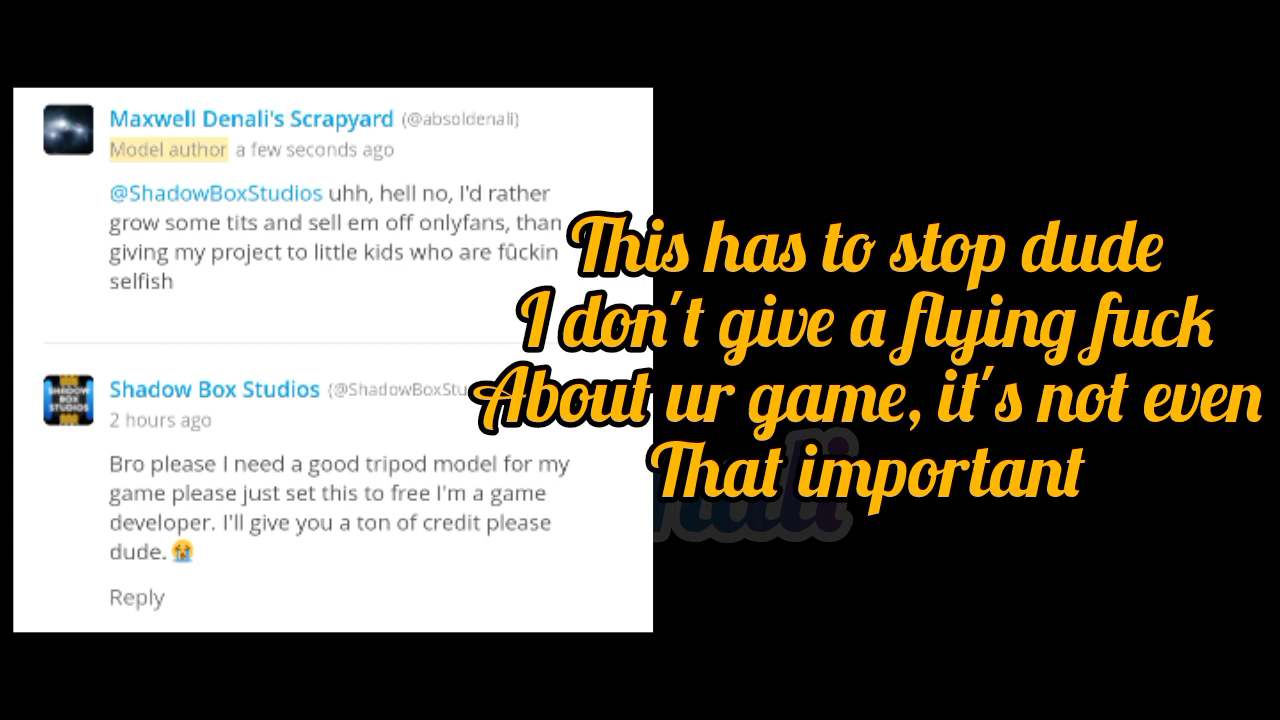 Maxwell Denali's Scrapyard (@absoldenali)
Model author a few seconds ago
@ShadowBoxStudios uhh, hell no, I'd rather
grow some tits and sell em off onlyfans, than
giving my project to little kids who are fûckin
selfish
Shadow Box Studios (@ShadowBoxStu
2 hours ago
Bro please I need a good tripod model for my
game please just set this to free I'm a game
developer. I'll give you a ton of credit please
dude. 😭
Reply
This has to stop dude
I don't give a flying fuck
About ur game, it's not even
That important
SHADOW
BOX
STUDIOS